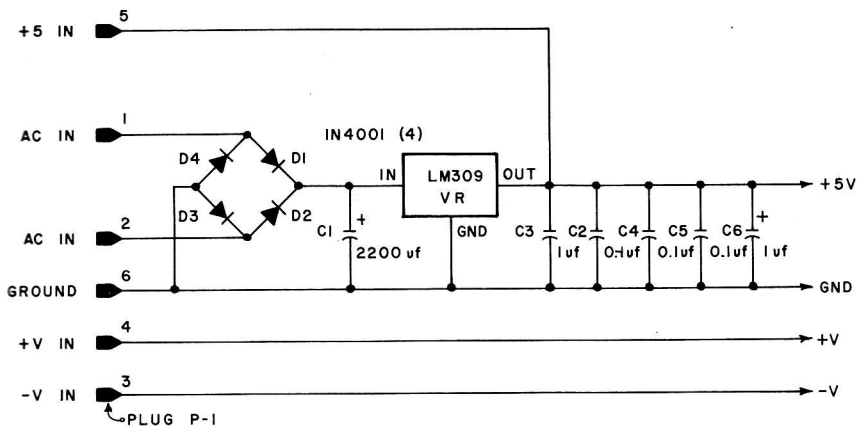 5
+5 IN
1
AC IN
IN4001 (4)
D4
D1
IN
LM309
VR
OUT
+5V
D3
D2
2
AC IN
C1
+
2200uf
GND
C3
1uf
C2
0.1uf
C4
0.1uf
C5
0.1uf
C6
+
1uf
6
GROUND
GND
4
+V IN
+V
3
-V IN
-V
PLUG P-1